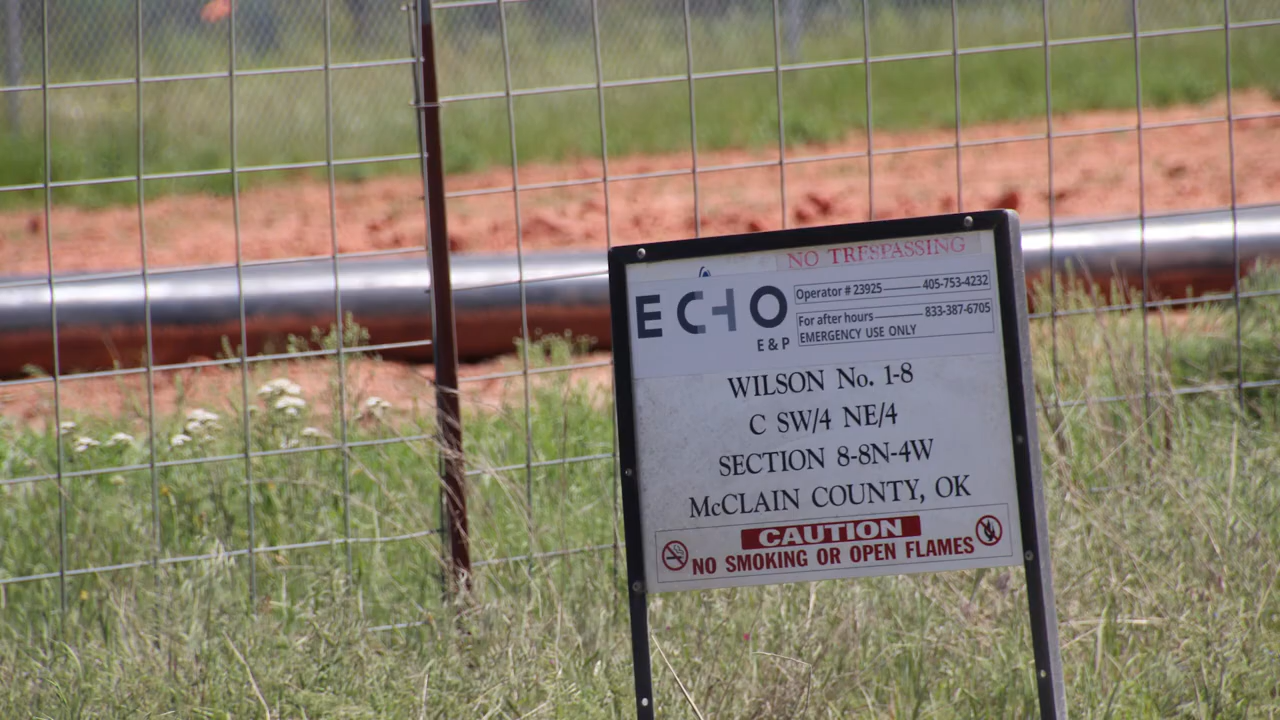 NO TRESPASSING
ECHO
E & P
Operator # 23925 405-753-4232
For after hours 833-387-6705
EMERGENCY USE ONLY
WILSON No. 1-8
C SW/4 NE/4
SECTION 8-8N-4W
McCLAIN COUNTY, OK
CAUTION
NO SMOKING OR OPEN FLAMES